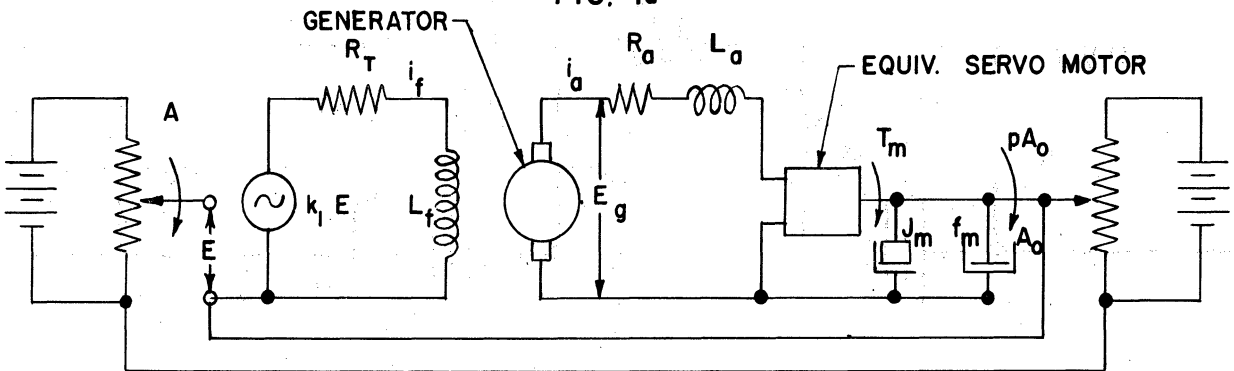 GENERATOR
R_T
i_f
i_a
R_a
L_a
EQUIV. SERVO MOTOR
A
T_m
pA_o
k_1 E
L_f
E_g
E
J_m
f_m
A_o